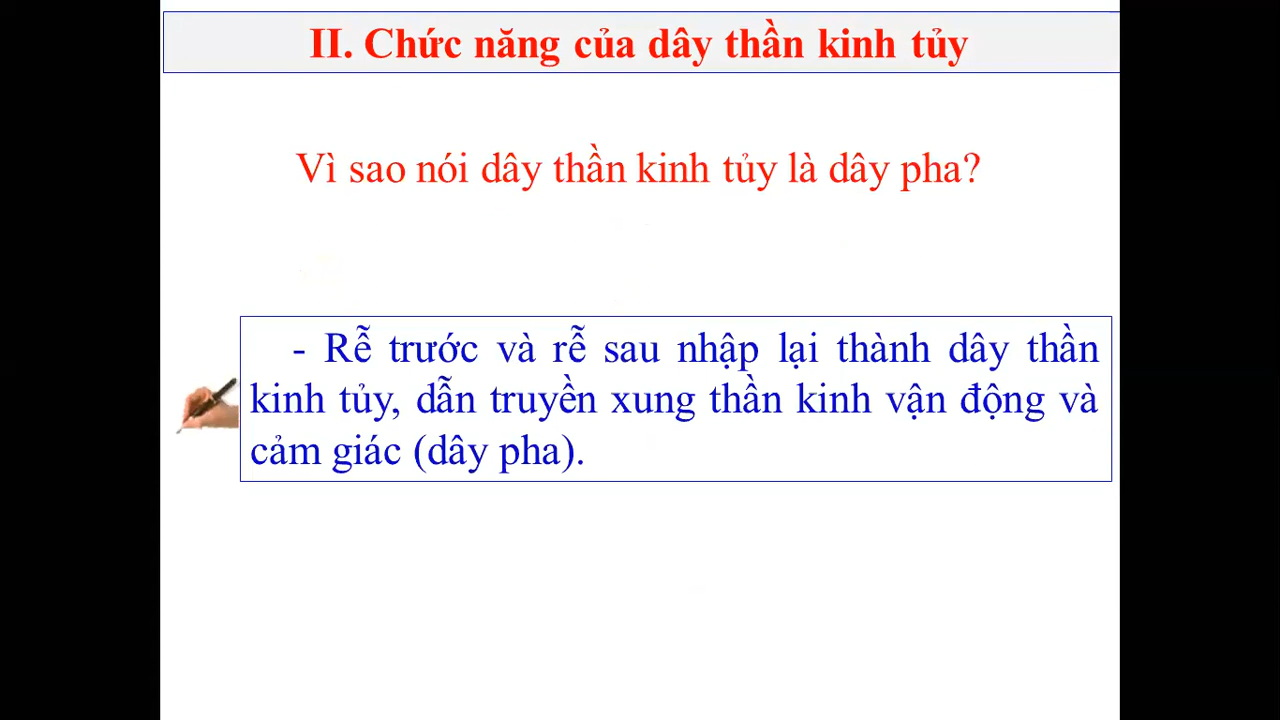 II. Chức năng của dây thần kinh tủy
Vì sao nói dây thần kinh tủy là dây pha?
- Rễ trước và rễ sau nhập lại thành dây thần
kinh tủy, dẫn truyền xung thần kinh vận động và
cảm giác (dây pha).